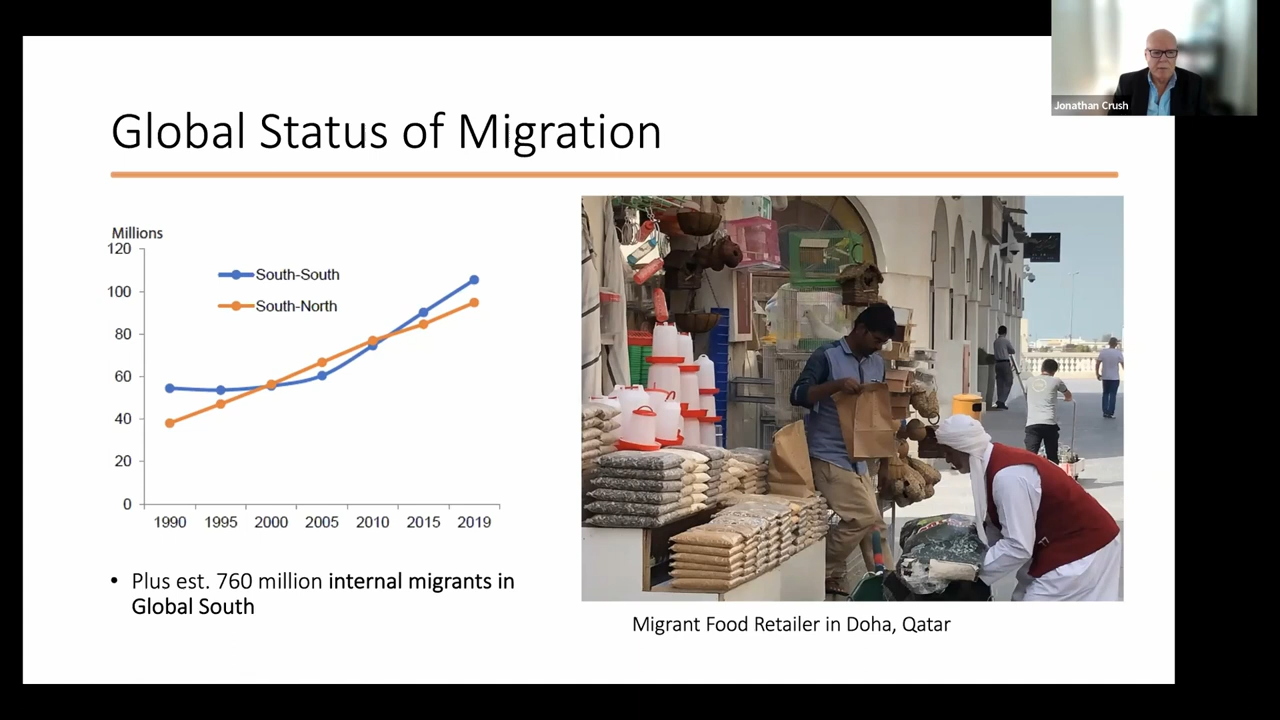 Jonathan Crush
Global Status of Migration
Millions
120
100
80
60
40
20
0
South-South
South-North
1990 1995 2000 2005 2010 2015 2019
• Plus est. 760 million internal migrants in
Global South
Migrant Food Retailer in Doha, Qatar